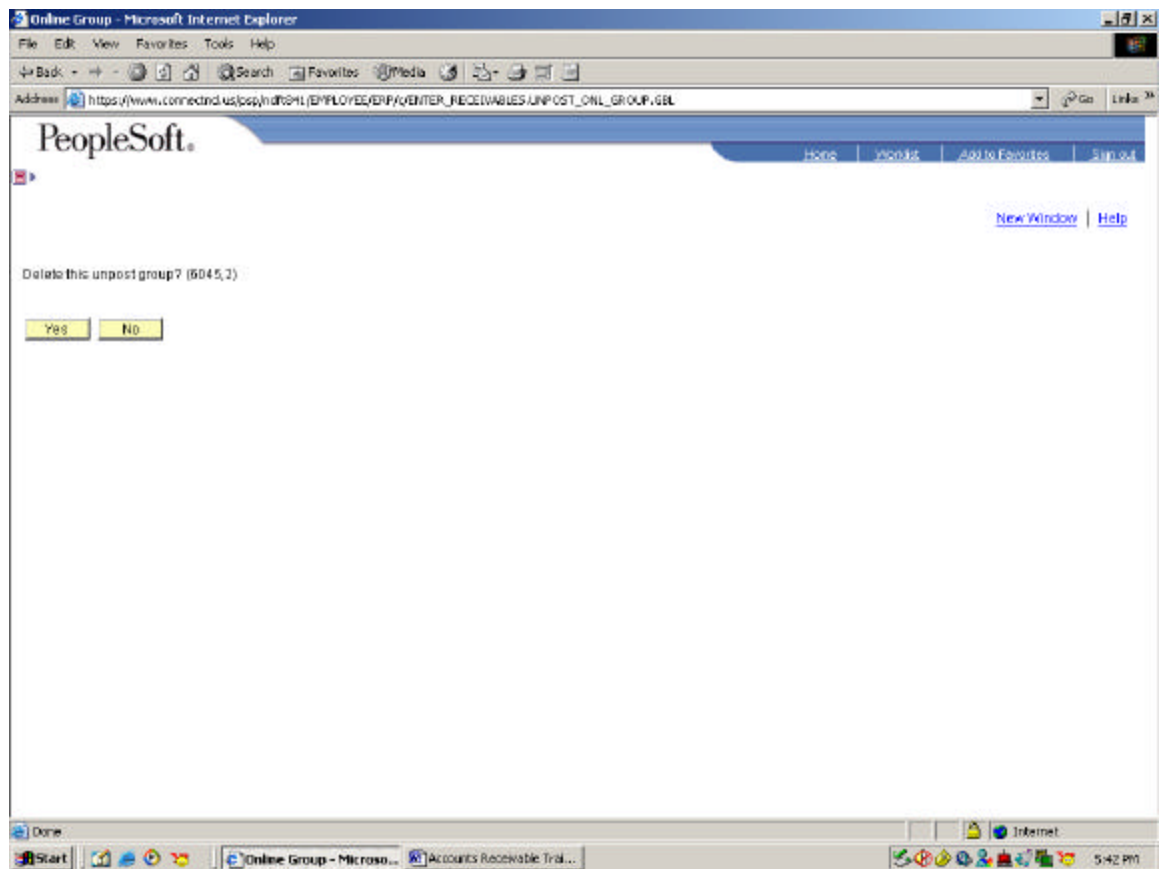 Online Group - Microsoft Internet Explorer
File Edit View Favorites Tools Help
Back Search Favorites Media
Address https://www.connectnd.us/psp/ndft841/EMPLOYEE/ERP/c/ENTER_RECEIVABLES.UNPOST_ONL_GROUP.GBL Go Links »
PeopleSoft®
Home Worklist Add to Favorites Sign out
New Window Help
Delete this unpost group? (6045,2)
Yes No
Done Internet
Start Online Group - Microso... Accounts Receivable Trai... 5:42 PM